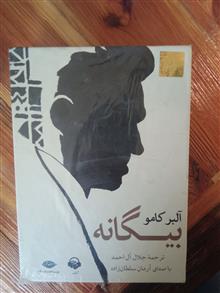 آلبر کامو
بیگانه
ترجمه جلال آل احمد
با صدای آرمان سلطان‌زاده